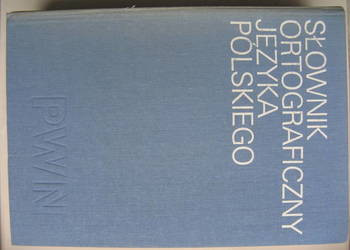 SŁOWNIK
ORTOGRAFICZNY
JĘZYKA
POLSKIEGO
PWN